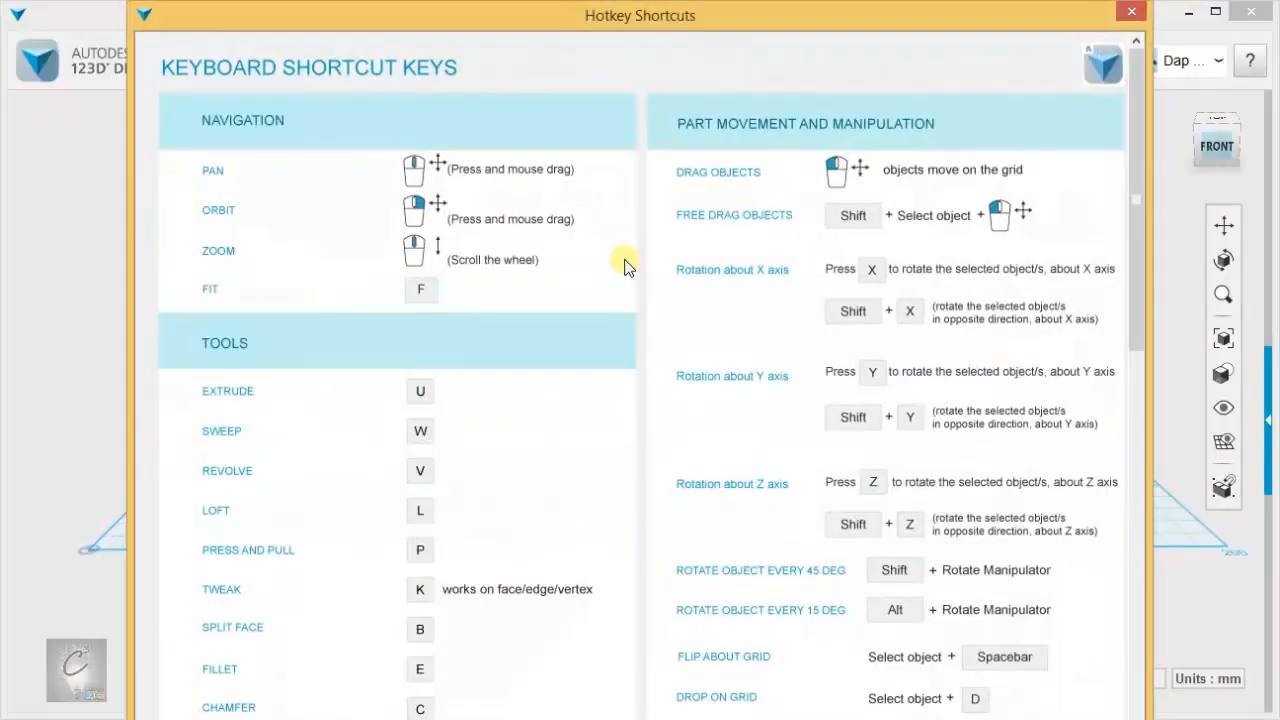 Hotkey Shortcuts
AUTODES
123D° DI
Dap ...
?
KEYBOARD SHORTCUT KEYS
NAVIGATION
PAN (Press and mouse drag)
ORBIT (Press and mouse drag)
ZOOM (Scroll the wheel)
FIT F
TOOLS
EXTRUDE U
SWEEP W
REVOLVE V
LOFT L
PRESS AND PULL P
TWEAK K works on face/edge/vertex
SPLIT FACE B
FILLET E
CHAMFER C
PART MOVEMENT AND MANIPULATION
DRAG OBJECTS objects move on the grid
FREE DRAG OBJECTS Shift + Select object +
Rotation about X axis Press X to rotate the selected object/s, about X axis
Shift + X (rotate the selected object/s
in opposite direction, about X axis)
Rotation about Y axis Press Y to rotate the selected object/s, about Y axis
Shift + Y (rotate the selected object/s
in opposite direction, about Y axis)
Rotation about Z axis Press Z to rotate the selected object/s, about Z axis
Shift + Z (rotate the selected object/s
in opposite direction, about Z axis)
ROTATE OBJECT EVERY 45 DEG Shift + Rotate Manipulator
ROTATE OBJECT EVERY 15 DEG Alt + Rotate Manipulator
FLIP ABOUT GRID Select object + Spacebar
DROP ON GRID Select object + D
FRONT
Units : mm